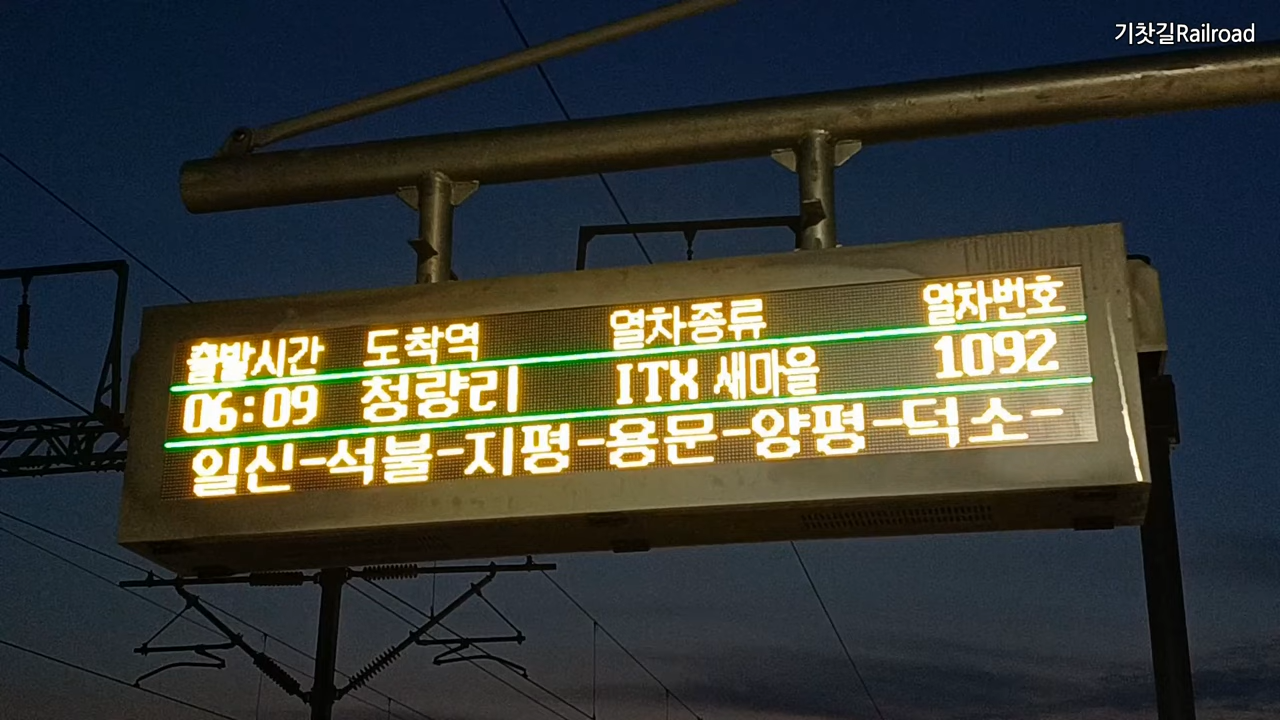 기찻길Railroad
출발시간 도착역 열차종류 열차번호
06:09 청량리 ITX 새마을 1092
일신-석불-지평-용문-양평-덕소-